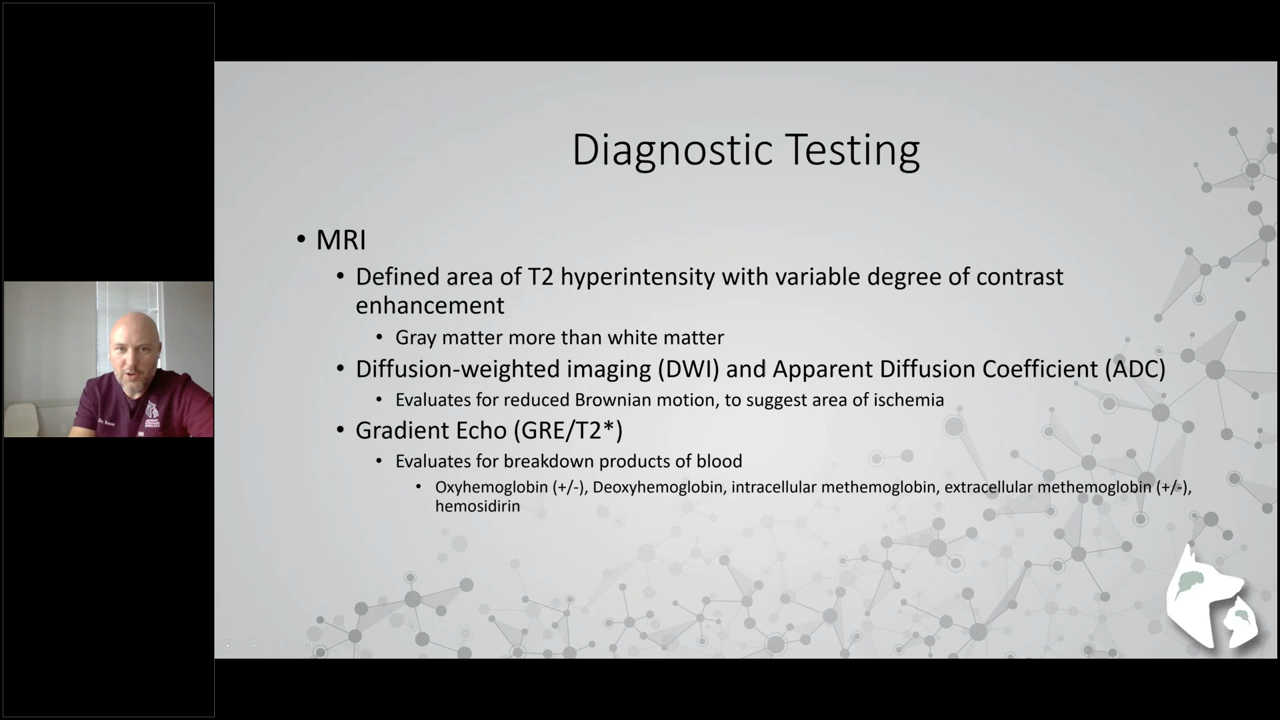 Diagnostic Testing
• MRI
• Defined area of T2 hyperintensity with variable degree of contrast
enhancement
• Gray matter more than white matter
• Diffusion-weighted imaging (DWI) and Apparent Diffusion Coefficient (ADC)
• Evaluates for reduced Brownian motion, to suggest area of ischemia
• Gradient Echo (GRE/T2*)
• Evaluates for breakdown products of blood
• Oxyhemoglobin (+/-), Deoxyhemoglobin, intracellular methemoglobin, extracellular methemoglobin (+/-),
hemosidirin